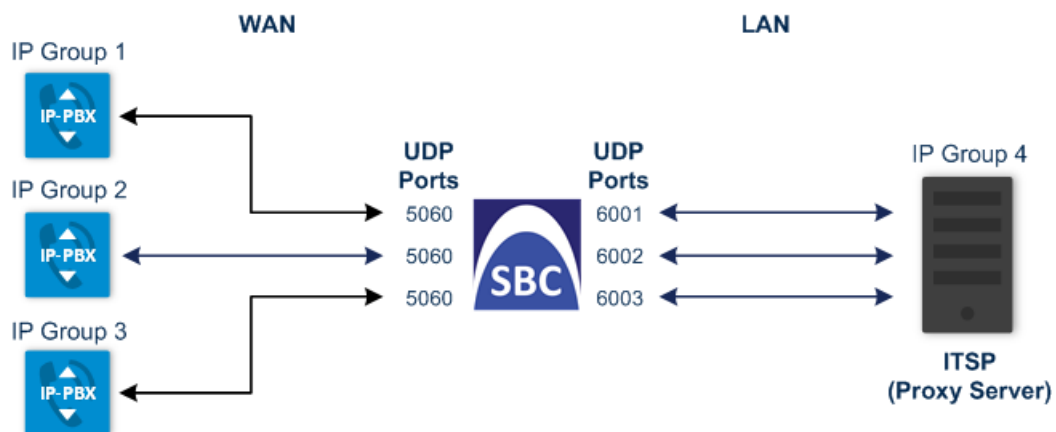 WAN
LAN
IP Group 1
IP-PBX
IP Group 2
IP-PBX
IP Group 3
IP-PBX
UDP
Ports
5060
5060
5060
SBC
UDP
Ports
6001
6002
6003
IP Group 4
ITSP
(Proxy Server)